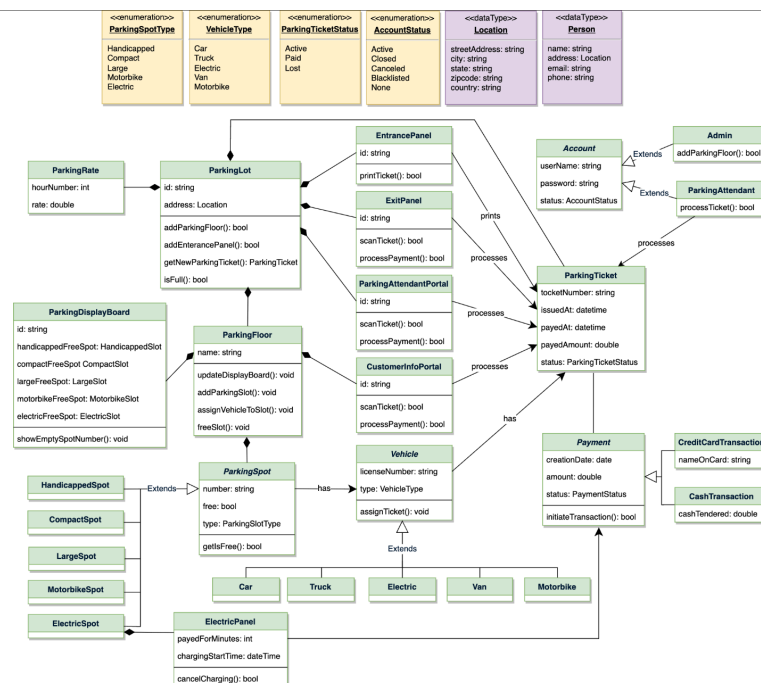 <<enumeration>>
ParkingSpotType
Handicapped
Compact
Large
Motorbike
Electric
<<enumeration>>
VehicleType
Car
Truck
Electric
Van
Motorbike
<<enumeration>>
ParkingTicketStatus
Active
Paid
Lost
<<enumeration>>
AccountStatus
Active
Closed
Canceled
Blacklisted
None
<<dataType>>
Location
streetAddress: string
city: string
state: string
zipcode: string
country: string
<<dataType>>
Person
name: string
address: Location
email: string
phone: string
ParkingRate
hourNumber: int
rate: double
ParkingLot
id: string
address: Location
addParkingFloor(): bool
addEnterancePanel(): bool
getNewParkingTicket(): ParkingTicket
isFull(): bool
EntrancePanel
id: string
printTicket(): bool
ExitPanel
id: string
scanTicket(): bool
processPayment(): bool
ParkingAttendantPortal
id: string
scanTicket(): bool
processPayment(): bool
CustomerInfoPortal
id: string
scanTicket(): bool
processPayment(): bool
prints
processes
processes
processes
has
Account
userName: string
password: string
status: AccountStatus
Extends
Extends
Admin
addParkingFloor(): bool
ParkingAttendant
processTicket(): bool
processes
ParkingTicket
tocketNumber: string
issuedAt: datetime
payedAt: datetime
payedAmount: double
status: ParkingTicketStatus
ParkingDisplayBoard
id: string
handicappedFreeSpot: HandicappedSlot
compactFreeSpot CompactSlot
largeFreeSpot: LargeSlot
motorbikeFreeSpot: MotorbikeSlot
electricFreeSpot: ElectricSlot
showEmptySpotNumber(): void
ParkingFloor
name: string
updateDisplayBoard(): void
addParkingSlot(): void
assignVehicleToSlot(): void
freeSlot(): void
ParkingSpot
number: string
free: bool
type: ParkingSlotType
getIsFree(): bool
Extends
has
Vehicle
licenseNumber: string
type: VehicleType
assignTicket(): void
Extends
Car
Truck
Electric
Van
Motorbike
Payment
creationDate: date
amount: double
status: PaymentStatus
initiateTransaction(): bool
CreditCardTransaction
nameOnCard: string
CashTransaction
cashTendered: double
HandicappedSpot
CompactSpot
LargeSpot
MotorbikeSpot
ElectricSpot
ElectricPanel
payedForMinutes: int
chargingStartTime: dateTime
cancelCharging(): bool